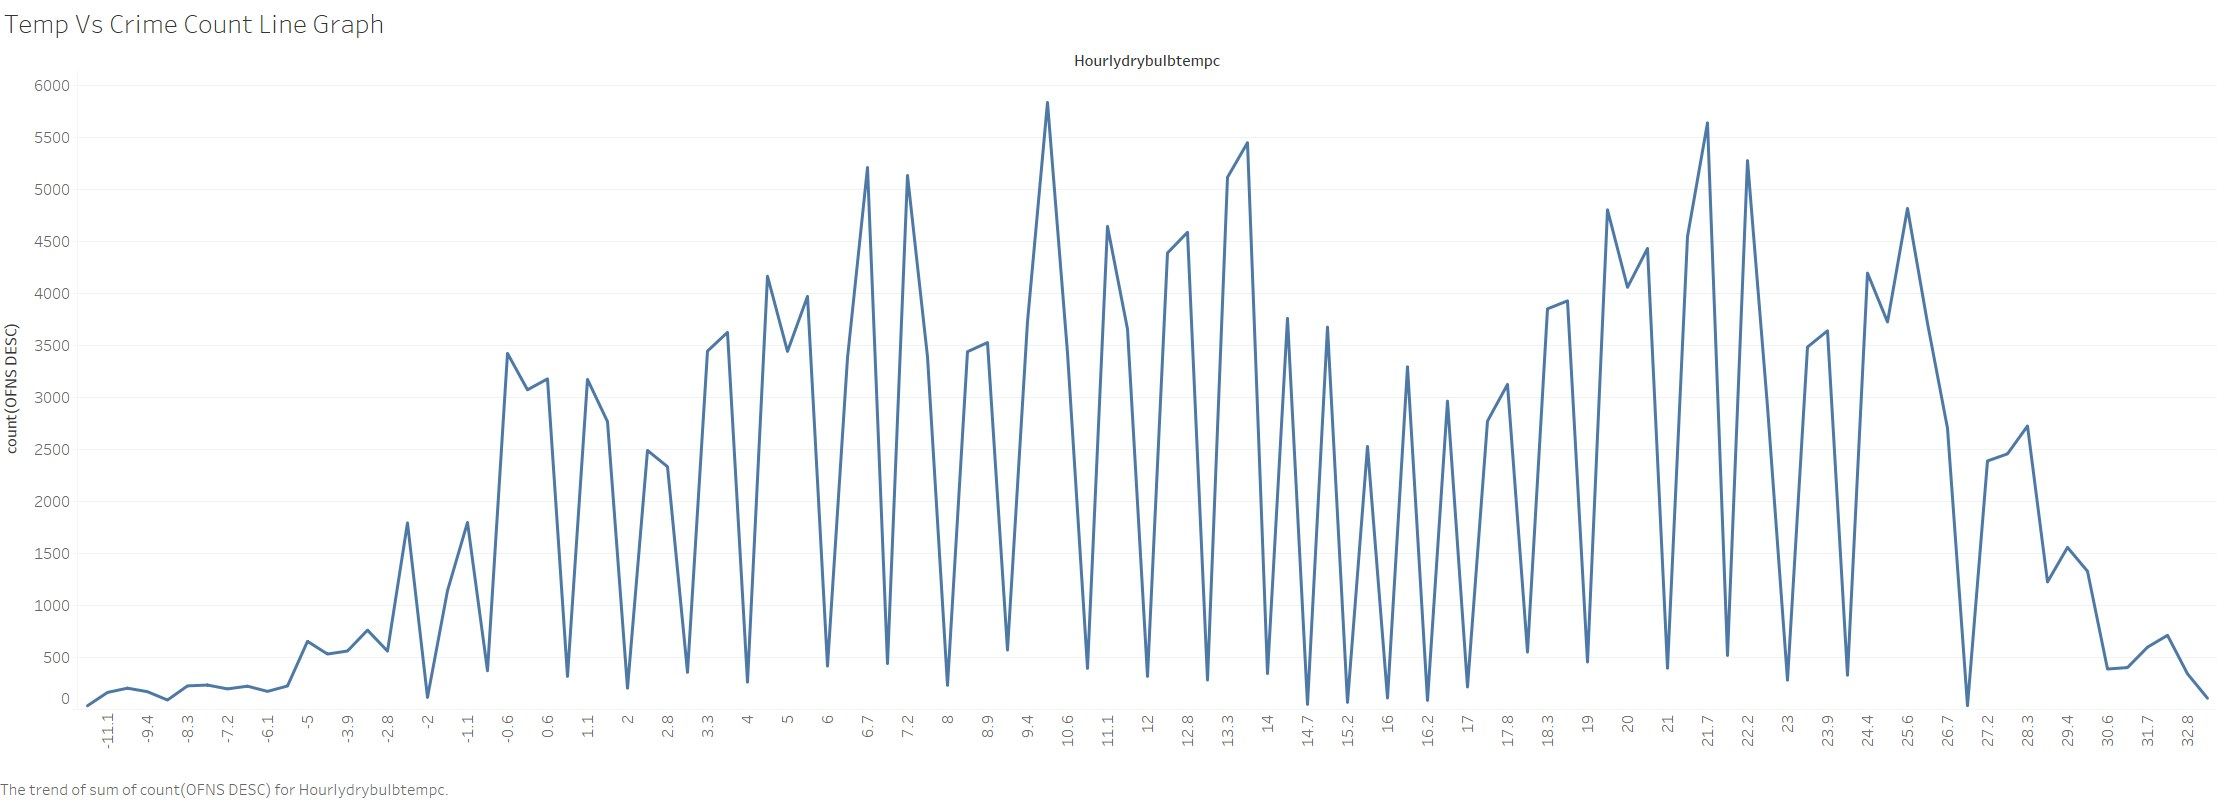 Temp Vs Crime Count Line Graph
Hourlydrybulbtempc
6000
5500
5000
4500
4000
3500
3000
2500
2000
1500
1000
500
0
count(OFNS DESC)
-11.1 -9.4 -8.3 -7.2 -6.1 -5 -3.9 -2.8 -2 -1.1 -0.6 0.6 1.1 2 2.8 3.3 4 5 6 6.7 7.2 8 8.9 9.4 10.6 11.1 12 12.8 13.3 14 14.7 15.2 16 16.2 17 17.8 18.3 19 20 21 21.7 22.2 23 23.9 24.4 25.6 26.7 27.2 28.3 29.4 30.6 31.7 32.8
The trend of sum of count(OFNS DESC) for Hourlydrybulbtempc.